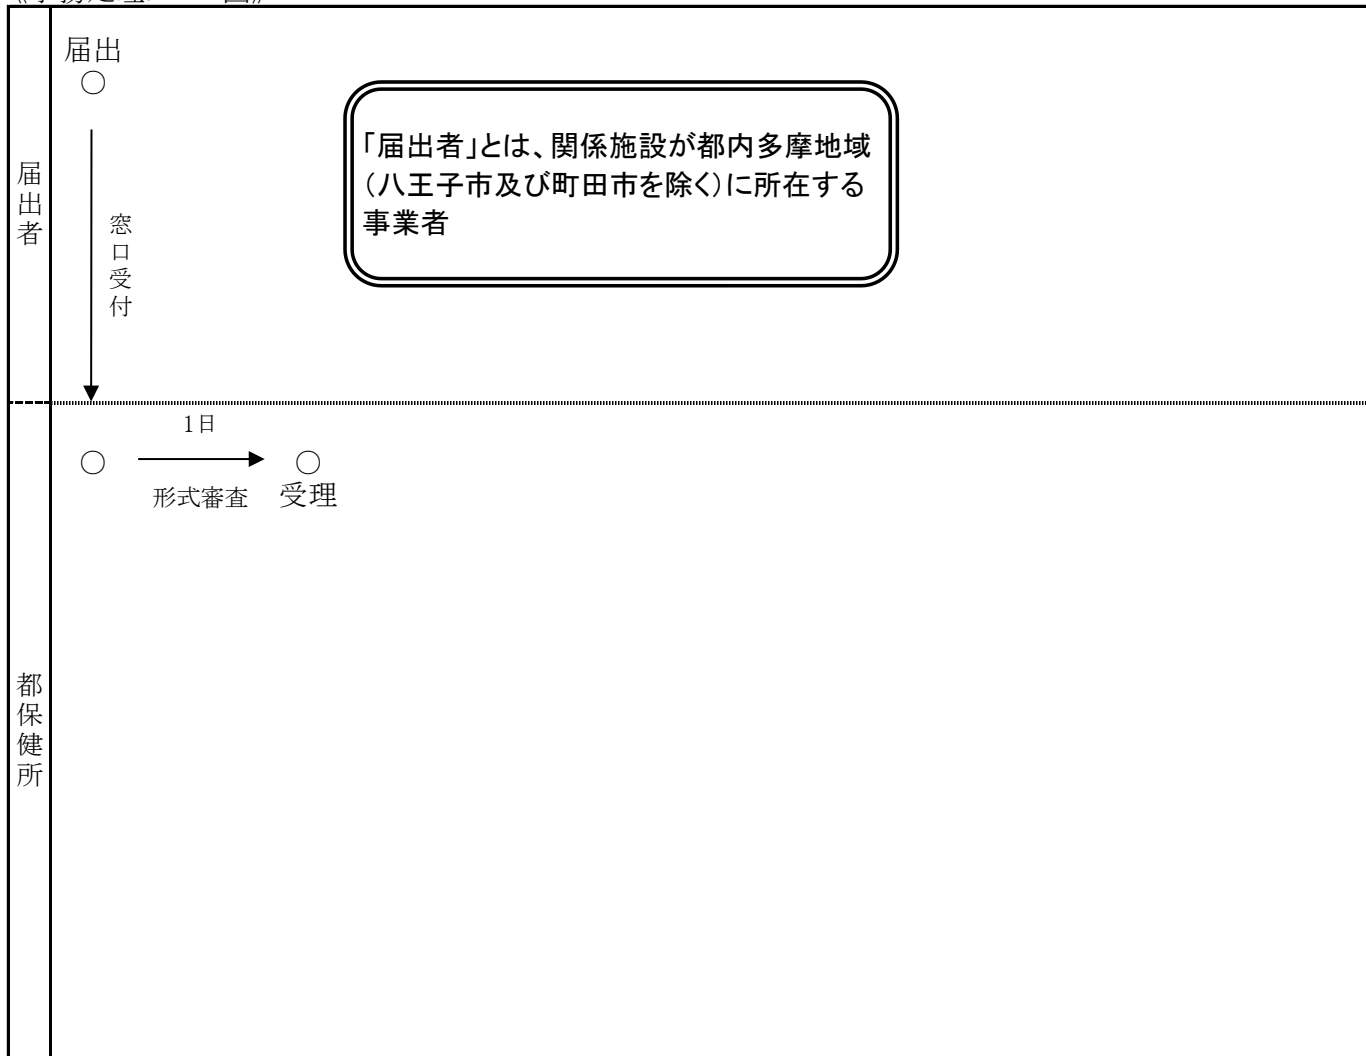 届出
○
「届出者」とは、関係施設が都内多摩地域
（八王子市及び町田市を除く）に所在する
事業者
届出者
窓口受付
1日
○
○
形式審査
受理
都保健所